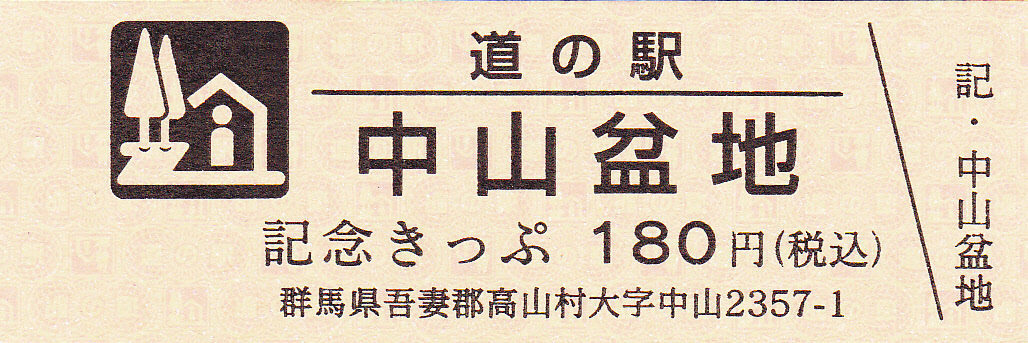 道の駅
中山盆地
記念きっぷ 180円(税込)
群馬県吾妻郡高山村大字中山2357-1
記・中山盆地